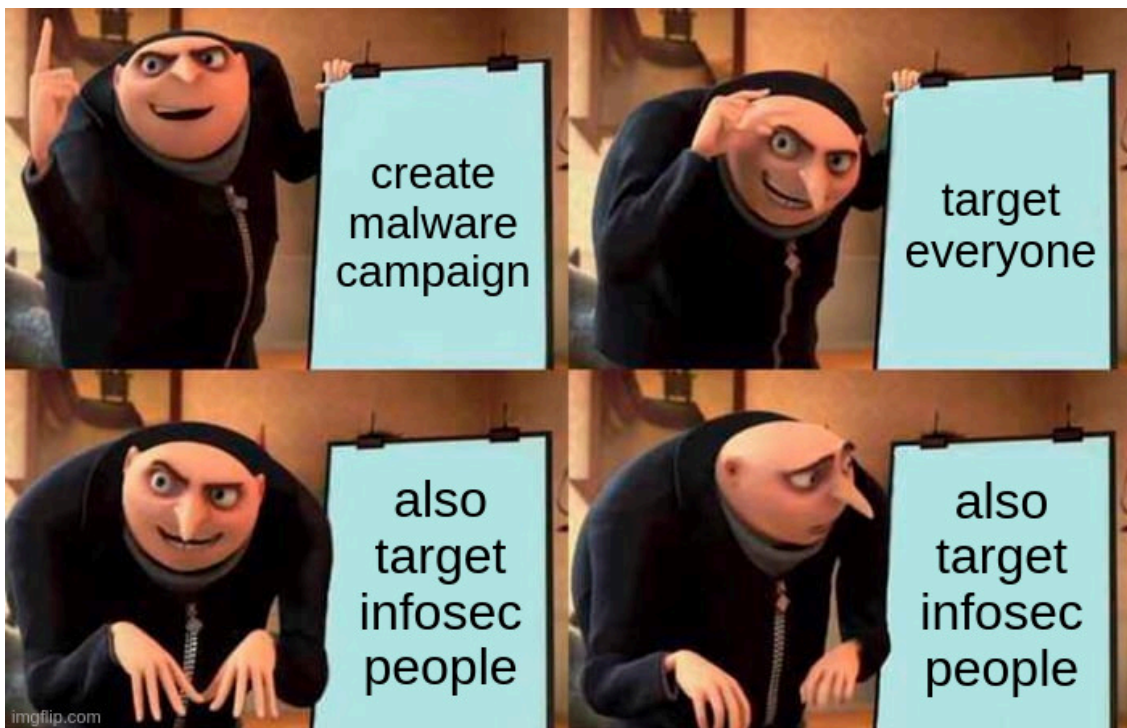 create
malware
campaign
target
everyone
also
target
infosec
people
also
target
infosec
people
imgflip.com